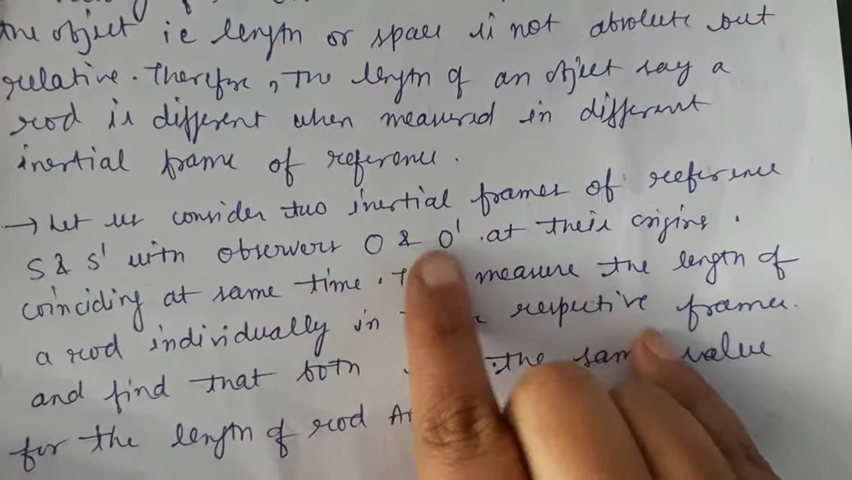 the object ie length or space is not absolute but
relative. Therefore, the length of an object say a
rod is different when measured in different
inertial frame of reference.
→ Let us consider two inertial frames of reference
S & S' with observers O & O' at their origins.
coinciding at same time. measure the length of
a rod individually in respective frames.
and find that both the same value
for the length of rod